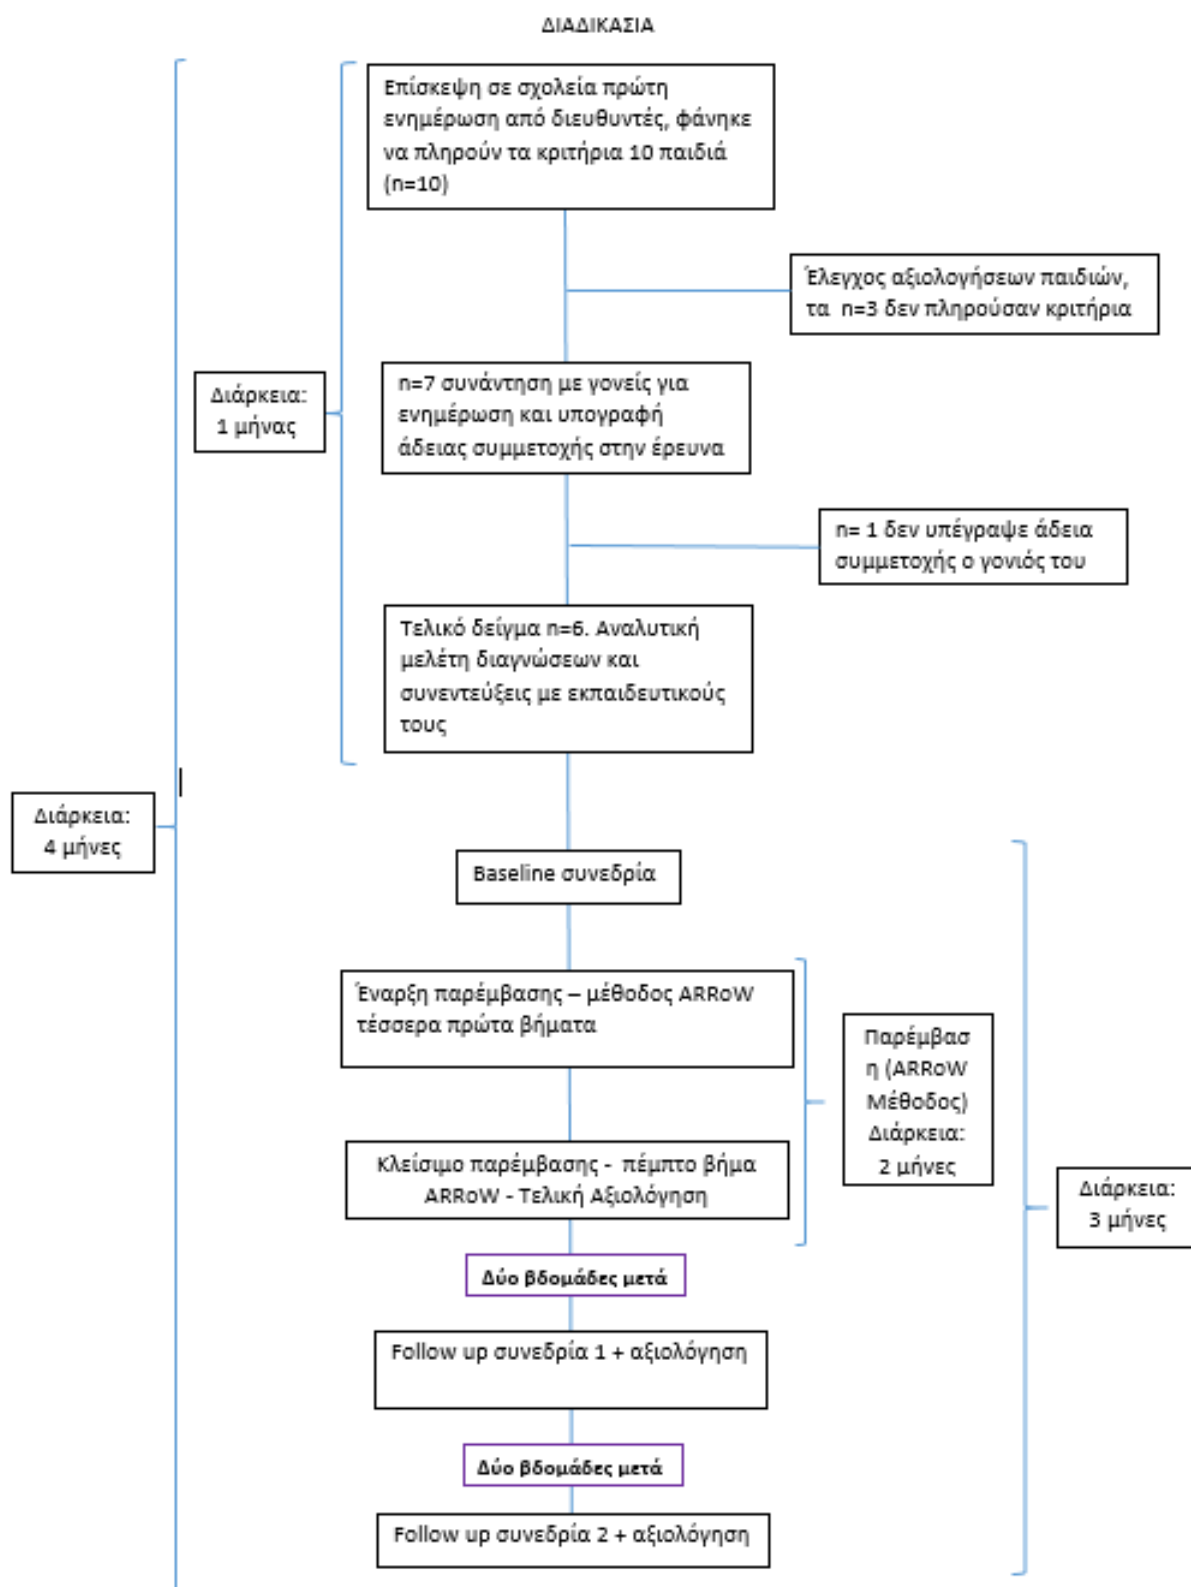 ΔΙΑΔΙΚΑΣΙΑ
Επίσκεψη σε σχολεία πρώτη
ενημέρωση από διευθυντές, φάνηκε
να πληρούν τα κριτήρια 10 παιδιά
(n=10)
Έλεγχος αξιολογήσεων παιδιών,
τα n=3 δεν πληρούσαν κριτήρια
Διάρκεια:
1 μήνας
n=7 συνάντηση με γονείς για
ενημέρωση και υπογραφή
άδειας συμμετοχής στην έρευνα
n= 1 δεν υπέγραψε άδεια
συμμετοχής ο γονιός του
Τελικό δείγμα n=6. Αναλυτική
μελέτη διαγνώσεων και
συνεντεύξεις με εκπαιδευτικούς
τους
Διάρκεια:
4 μήνες
Baseline συνεδρία
Έναρξη παρέμβασης – μέθοδος ARRoW
τέσσερα πρώτα βήματα
Παρέμβασ
η (ARRoW
Μέθοδος)
Διάρκεια:
2 μήνες
Κλείσιμο παρέμβασης - πέμπτο βήμα
ARRoW - Τελική Αξιολόγηση
Διάρκεια:
3 μήνες
Δύο βδομάδες μετά
Follow up συνεδρία 1 + αξιολόγηση
Δύο βδομάδες μετά
Follow up συνεδρία 2 + αξιολόγηση